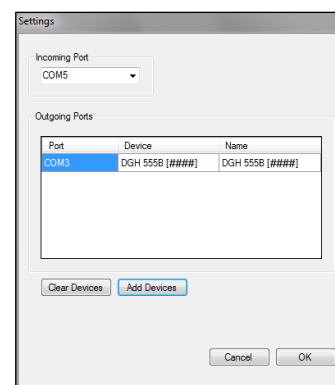 Settings
Incoming Port
COM5
Outgoing Ports
Port Device Name
COM3 DGH 555B [####] DGH 555B [####]
Clear Devices Add Devices
Cancel OK